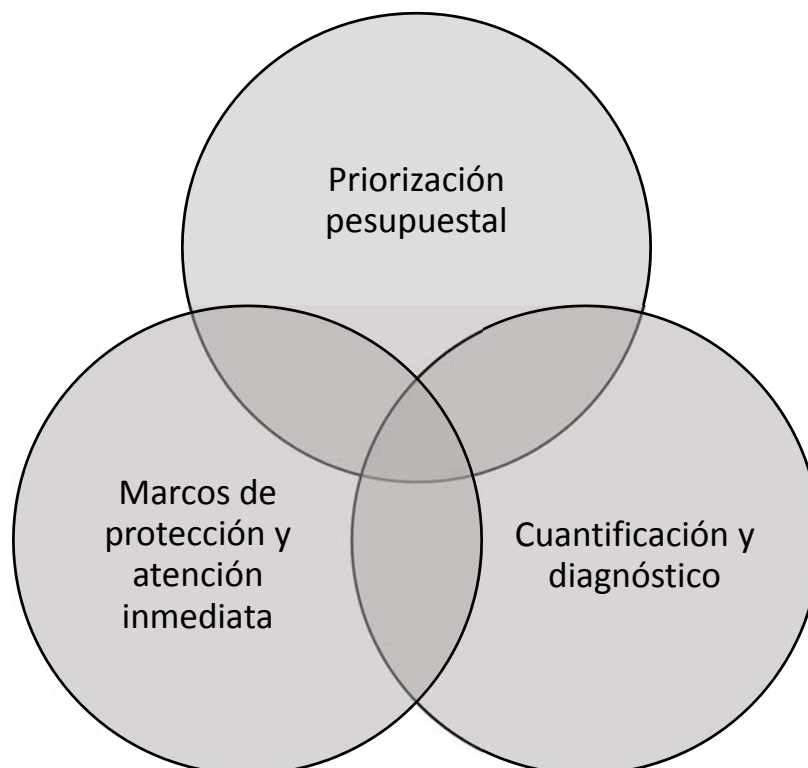 Priorización
pesupuestal
Marcos de
protección y
atención
inmediata
Cuantificación y
diagnóstico